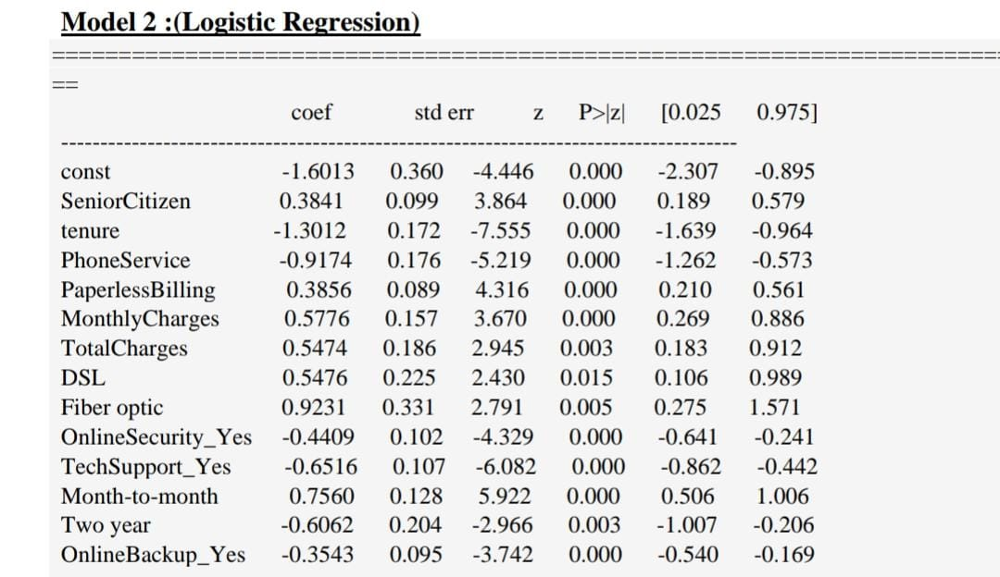 Model 2 :(Logistic Regression)
==============================================================================
==
coef std err z P>|z| [0.025 0.975]
------------------------------------------------------------------------------------------
const -1.6013 0.360 -4.446 0.000 -2.307 -0.895
SeniorCitizen 0.3841 0.099 3.864 0.000 0.189 0.579
tenure -1.3012 0.172 -7.555 0.000 -1.639 -0.964
PhoneService -0.9174 0.176 -5.219 0.000 -1.262 -0.573
PaperlessBilling 0.3856 0.089 4.316 0.000 0.210 0.561
MonthlyCharges 0.5776 0.157 3.670 0.000 0.269 0.886
TotalCharges 0.5474 0.186 2.945 0.003 0.183 0.912
DSL 0.5476 0.225 2.430 0.015 0.106 0.989
Fiber optic 0.9231 0.331 2.791 0.005 0.275 1.571
OnlineSecurity_Yes -0.4409 0.102 -4.329 0.000 -0.641 -0.241
TechSupport_Yes -0.6516 0.107 -6.082 0.000 -0.862 -0.442
Month-to-month 0.7560 0.128 5.922 0.000 0.506 1.006
Two year -0.6062 0.204 -2.966 0.003 -1.007 -0.206
OnlineBackup_Yes -0.3543 0.095 -3.742 0.000 -0.540 -0.169